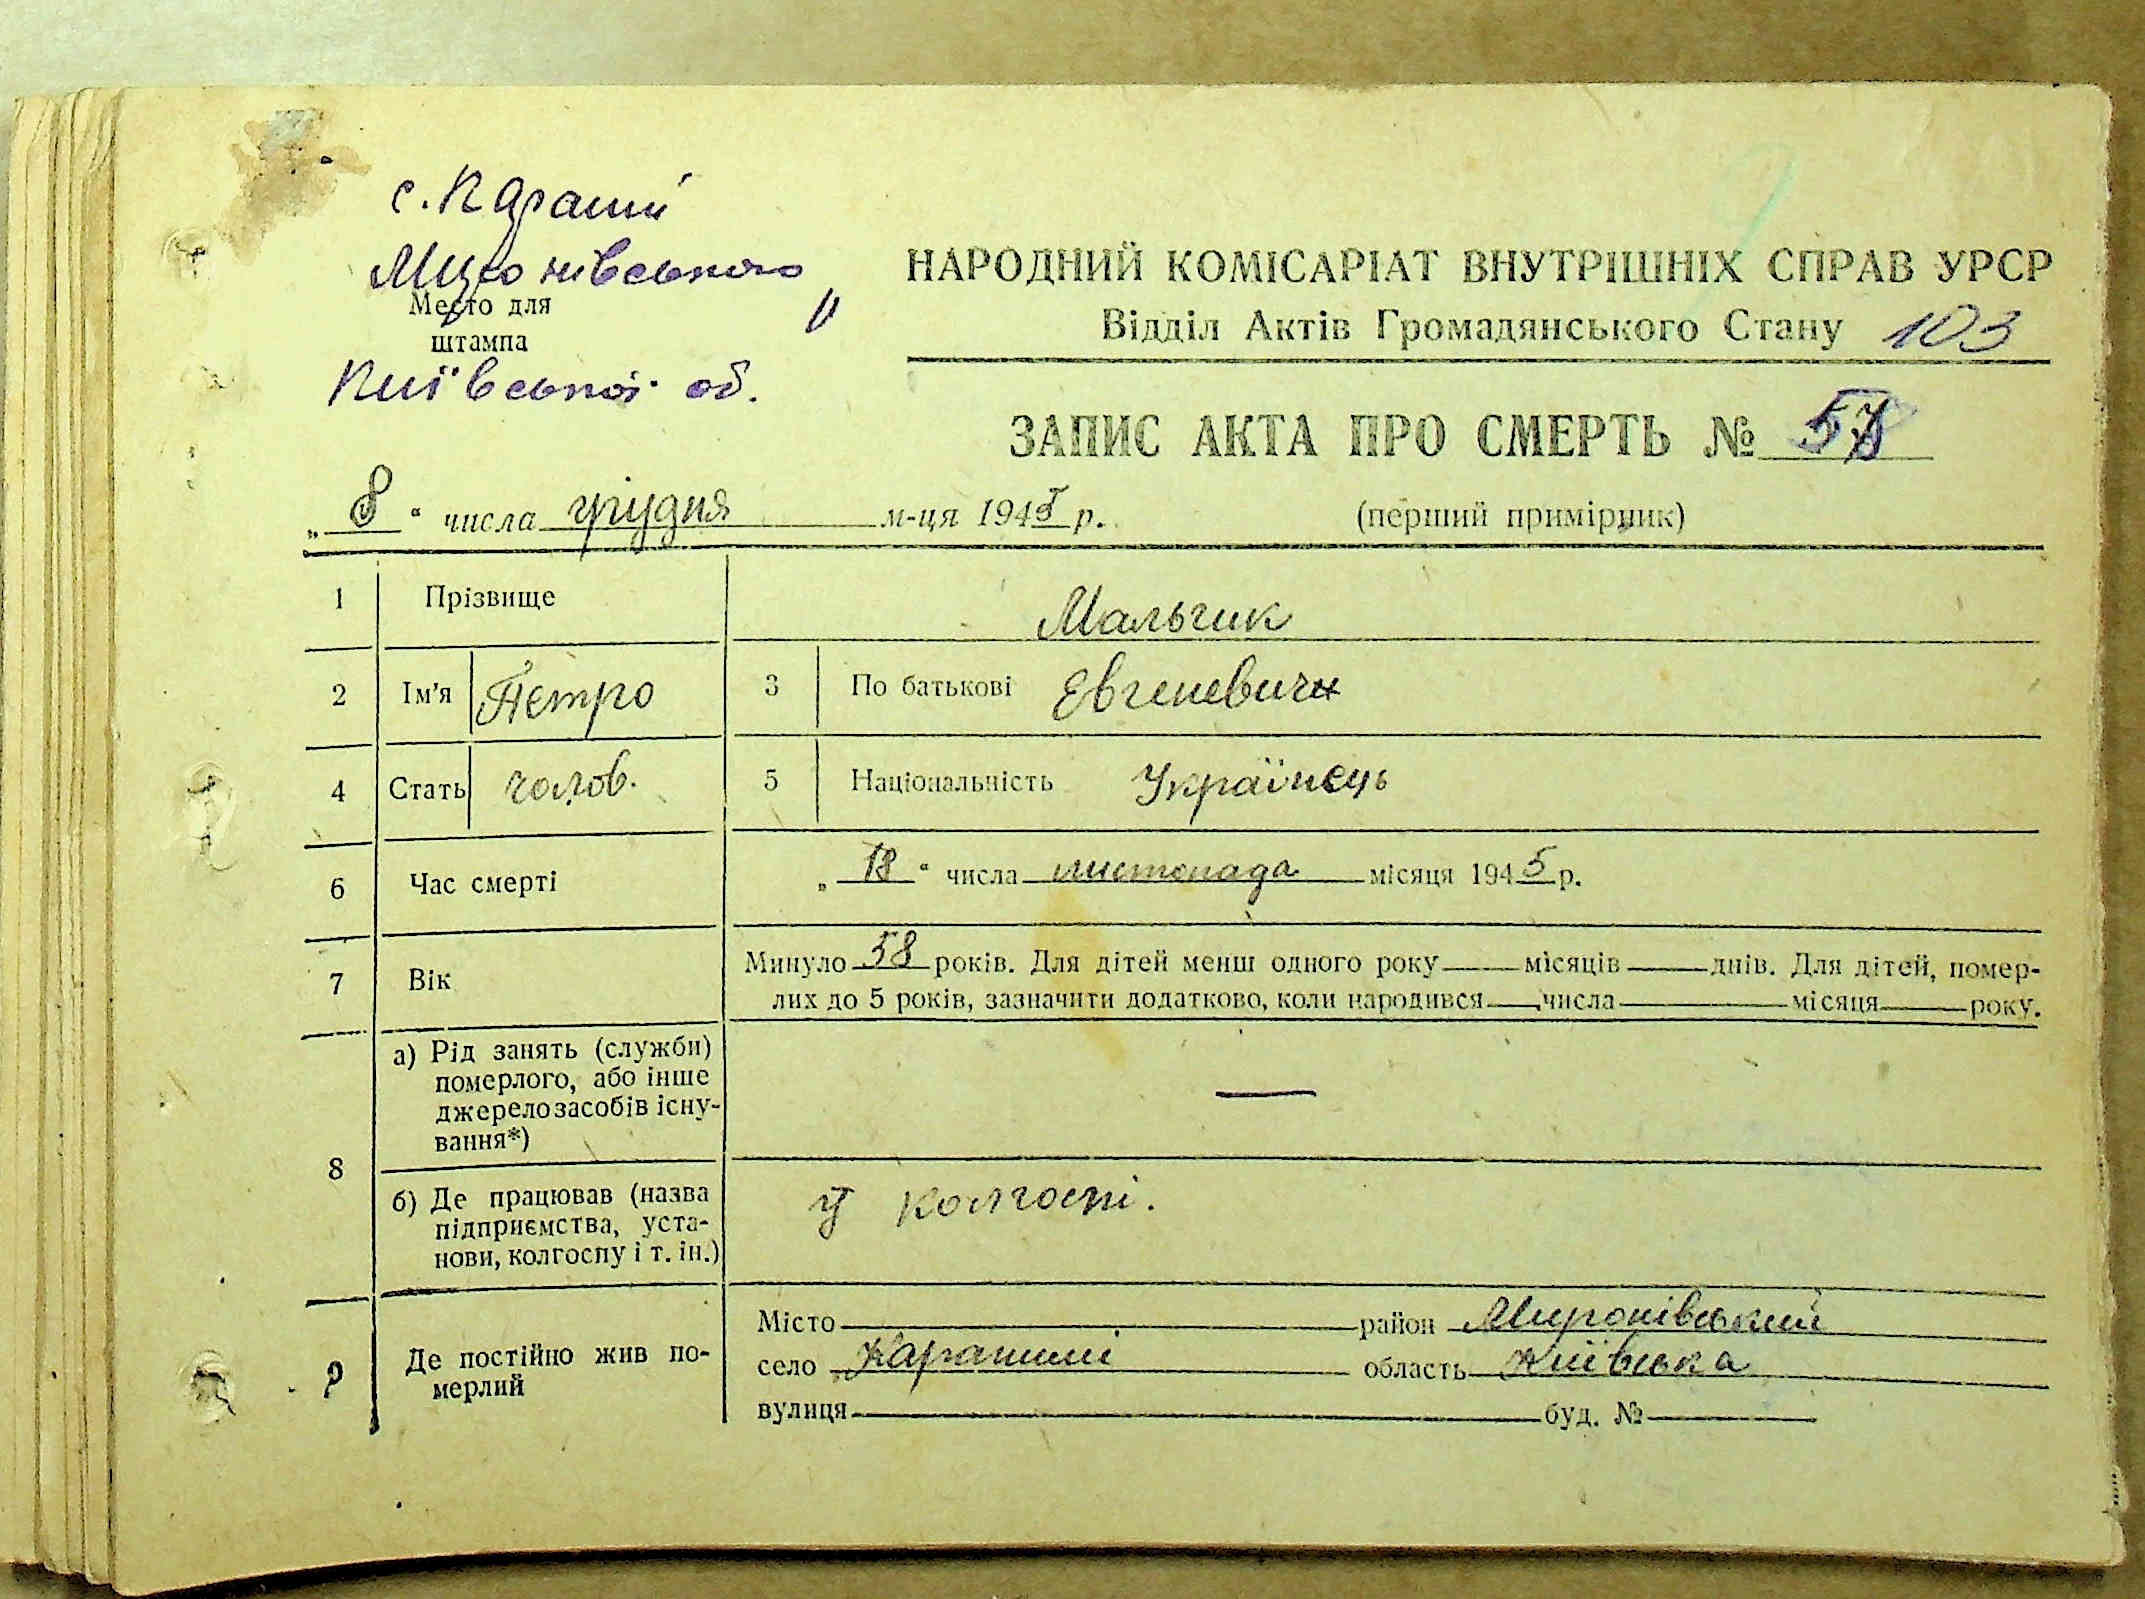 с. Карапиші
Миронівського
Место для
штампа
Київської об.
НАРОДНИЙ КОМІСАРІАТ ВНУТРІШНІХ СПРАВ УРСР
Відділ Актів Громадянського Стану 103
ЗАПИС АКТА ПРО СМЕРТЬ № 57
„ 8 “ числа грудня м-ця 1945 р. (перший примірник)
1 Прізвище Мальчик
2 Ім'я Петро 3 По батькові Евгеневич
4 Стать чолов. 5 Національність Українець
6 Час смерті „ 18 “ числа листопада місяця 1945 р.
7 Вік Минуло 58 років. Для дітей менш одного року місяців днів. Для дітей, помер-
лих до 5 років, зазначити додатково, коли народився числа місяця року.
8 а) Рід занять (служби)
померлого, або інше
джерело засобів існу-
вання*) —
б) Де працював (назва
підприємства, уста-
нови, колгоспу і т. ін.)
У колгоспі.
9 Де постійно жив по-
мерлий
Місто район Миронівський
село Карапиші область Київська
вулиця буд. №